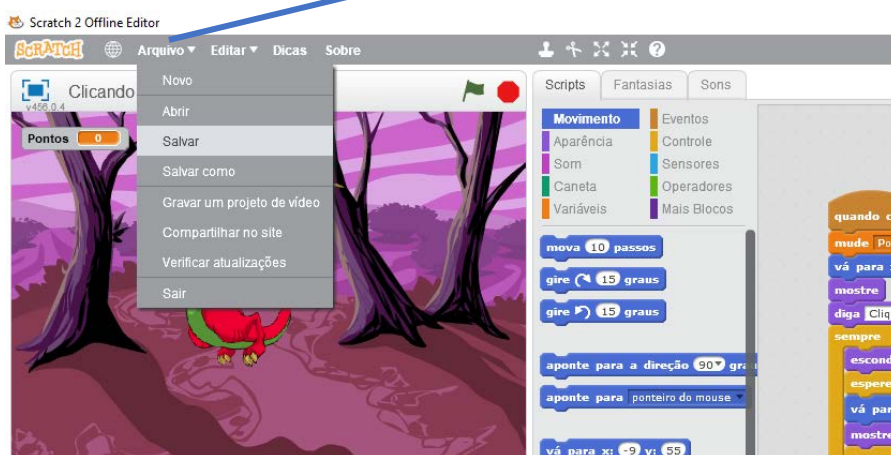 Scratch 2 Offline Editor
SCRATCH Arquivo Editar Dicas Sobre
Clicando
v456.0.4
Pontos 0
Novo
Abrir
Salvar
Salvar como
Gravar um projeto de vídeo
Compartilhar no site
Verificar atualizações
Sair
Scripts Fantasias Sons
Movimento Eventos
Aparência Controle
Som Sensores
Caneta Operadores
Variáveis Mais Blocos
mova 10 passos
gire 15 graus
gire 15 graus
aponte para a direção 90 gra
aponte para ponteiro do mouse
vá para x: -9 y: 55
quando c
mude Po
vá para
mostre
diga Cliq
sempre
escond
espere
vá par
mostre